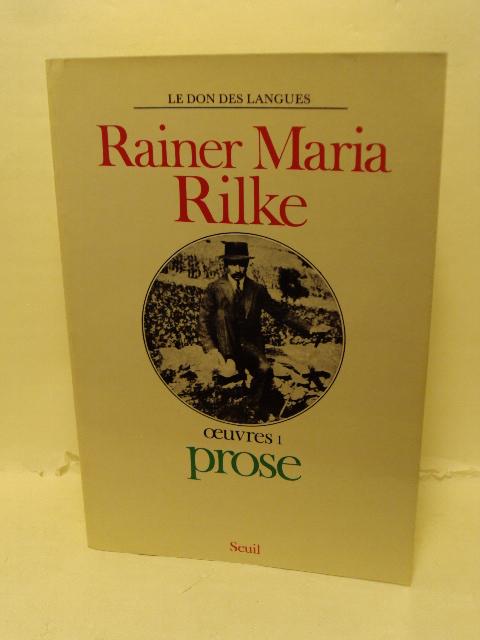 LE DON DES LANGUES
Rainer Maria
Rilke
œuvres 1
prose
Seuil